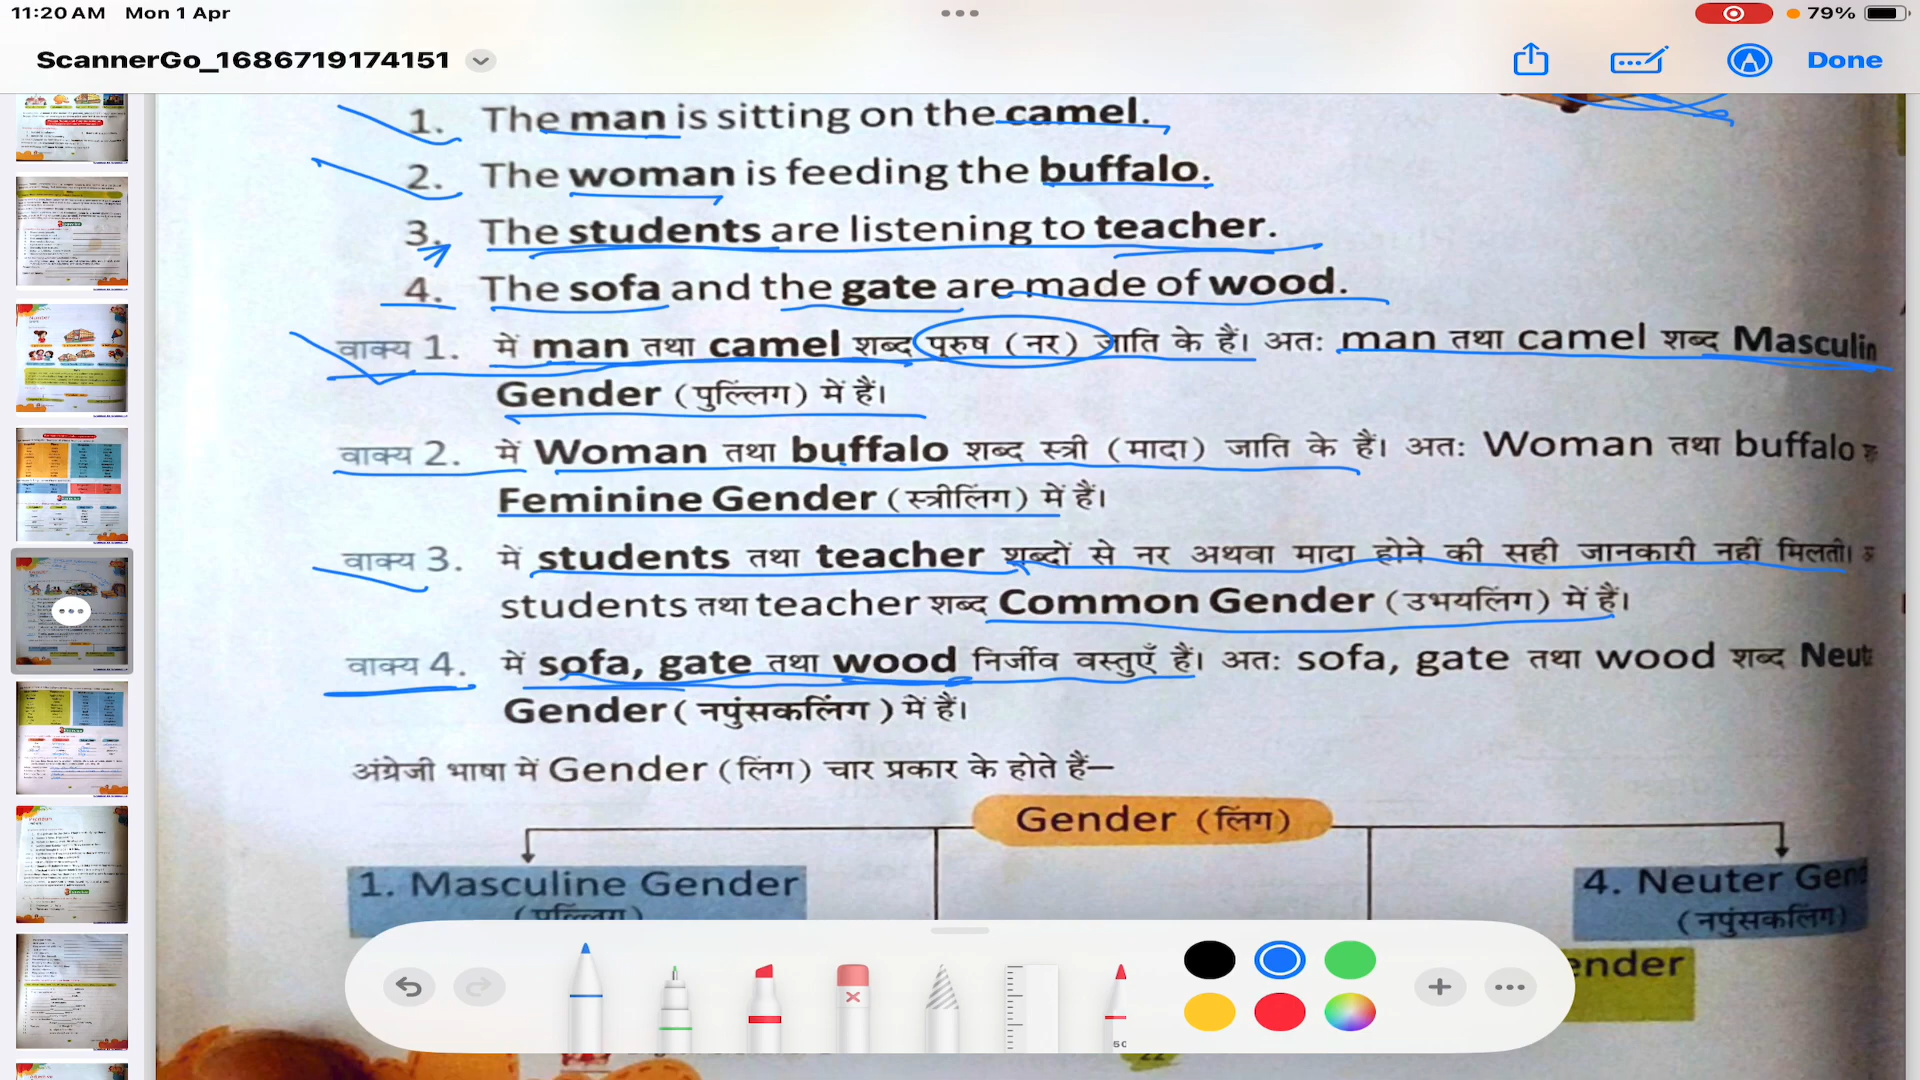 11:20 AM Mon 1 Apr
79%
ScannerGo_1686719174151
Done
1. The man is sitting on the camel.
2. The woman is feeding the buffalo.
3. The students are listening to teacher.
4. The sofa and the gate are made of wood.
वाक्य 1. में man तथा camel शब्द पुरुष (नर) जाति के हैं। अत: man तथा camel शब्द Masculin
Gender (पुल्लिंग) में हैं।
वाक्य 2. में Woman तथा buffalo शब्द स्त्री (मादा) जाति के हैं। अत: Woman तथा buffalo
Feminine Gender (स्त्रीलिंग) में हैं।
वाक्य 3. में students तथा teacher शब्दों से नर अथवा मादा होने की सही जानकारी नहीं मिलती।
students तथा teacher शब्द Common Gender (उभयलिंग) में हैं।
वाक्य 4. में sofa, gate तथा wood निर्जीव वस्तुएँ हैं। अत: sofa, gate तथा wood शब्द Neut
Gender ( नपुंसकलिंग ) में हैं।
अंग्रेजी भाषा में Gender (लिंग) चार प्रकार के होते हैं—
Gender (लिंग)
1. Masculine Gender
(पुल्लिंग)
4. Neuter Gend
(नपुंसकलिंग)
ender
22